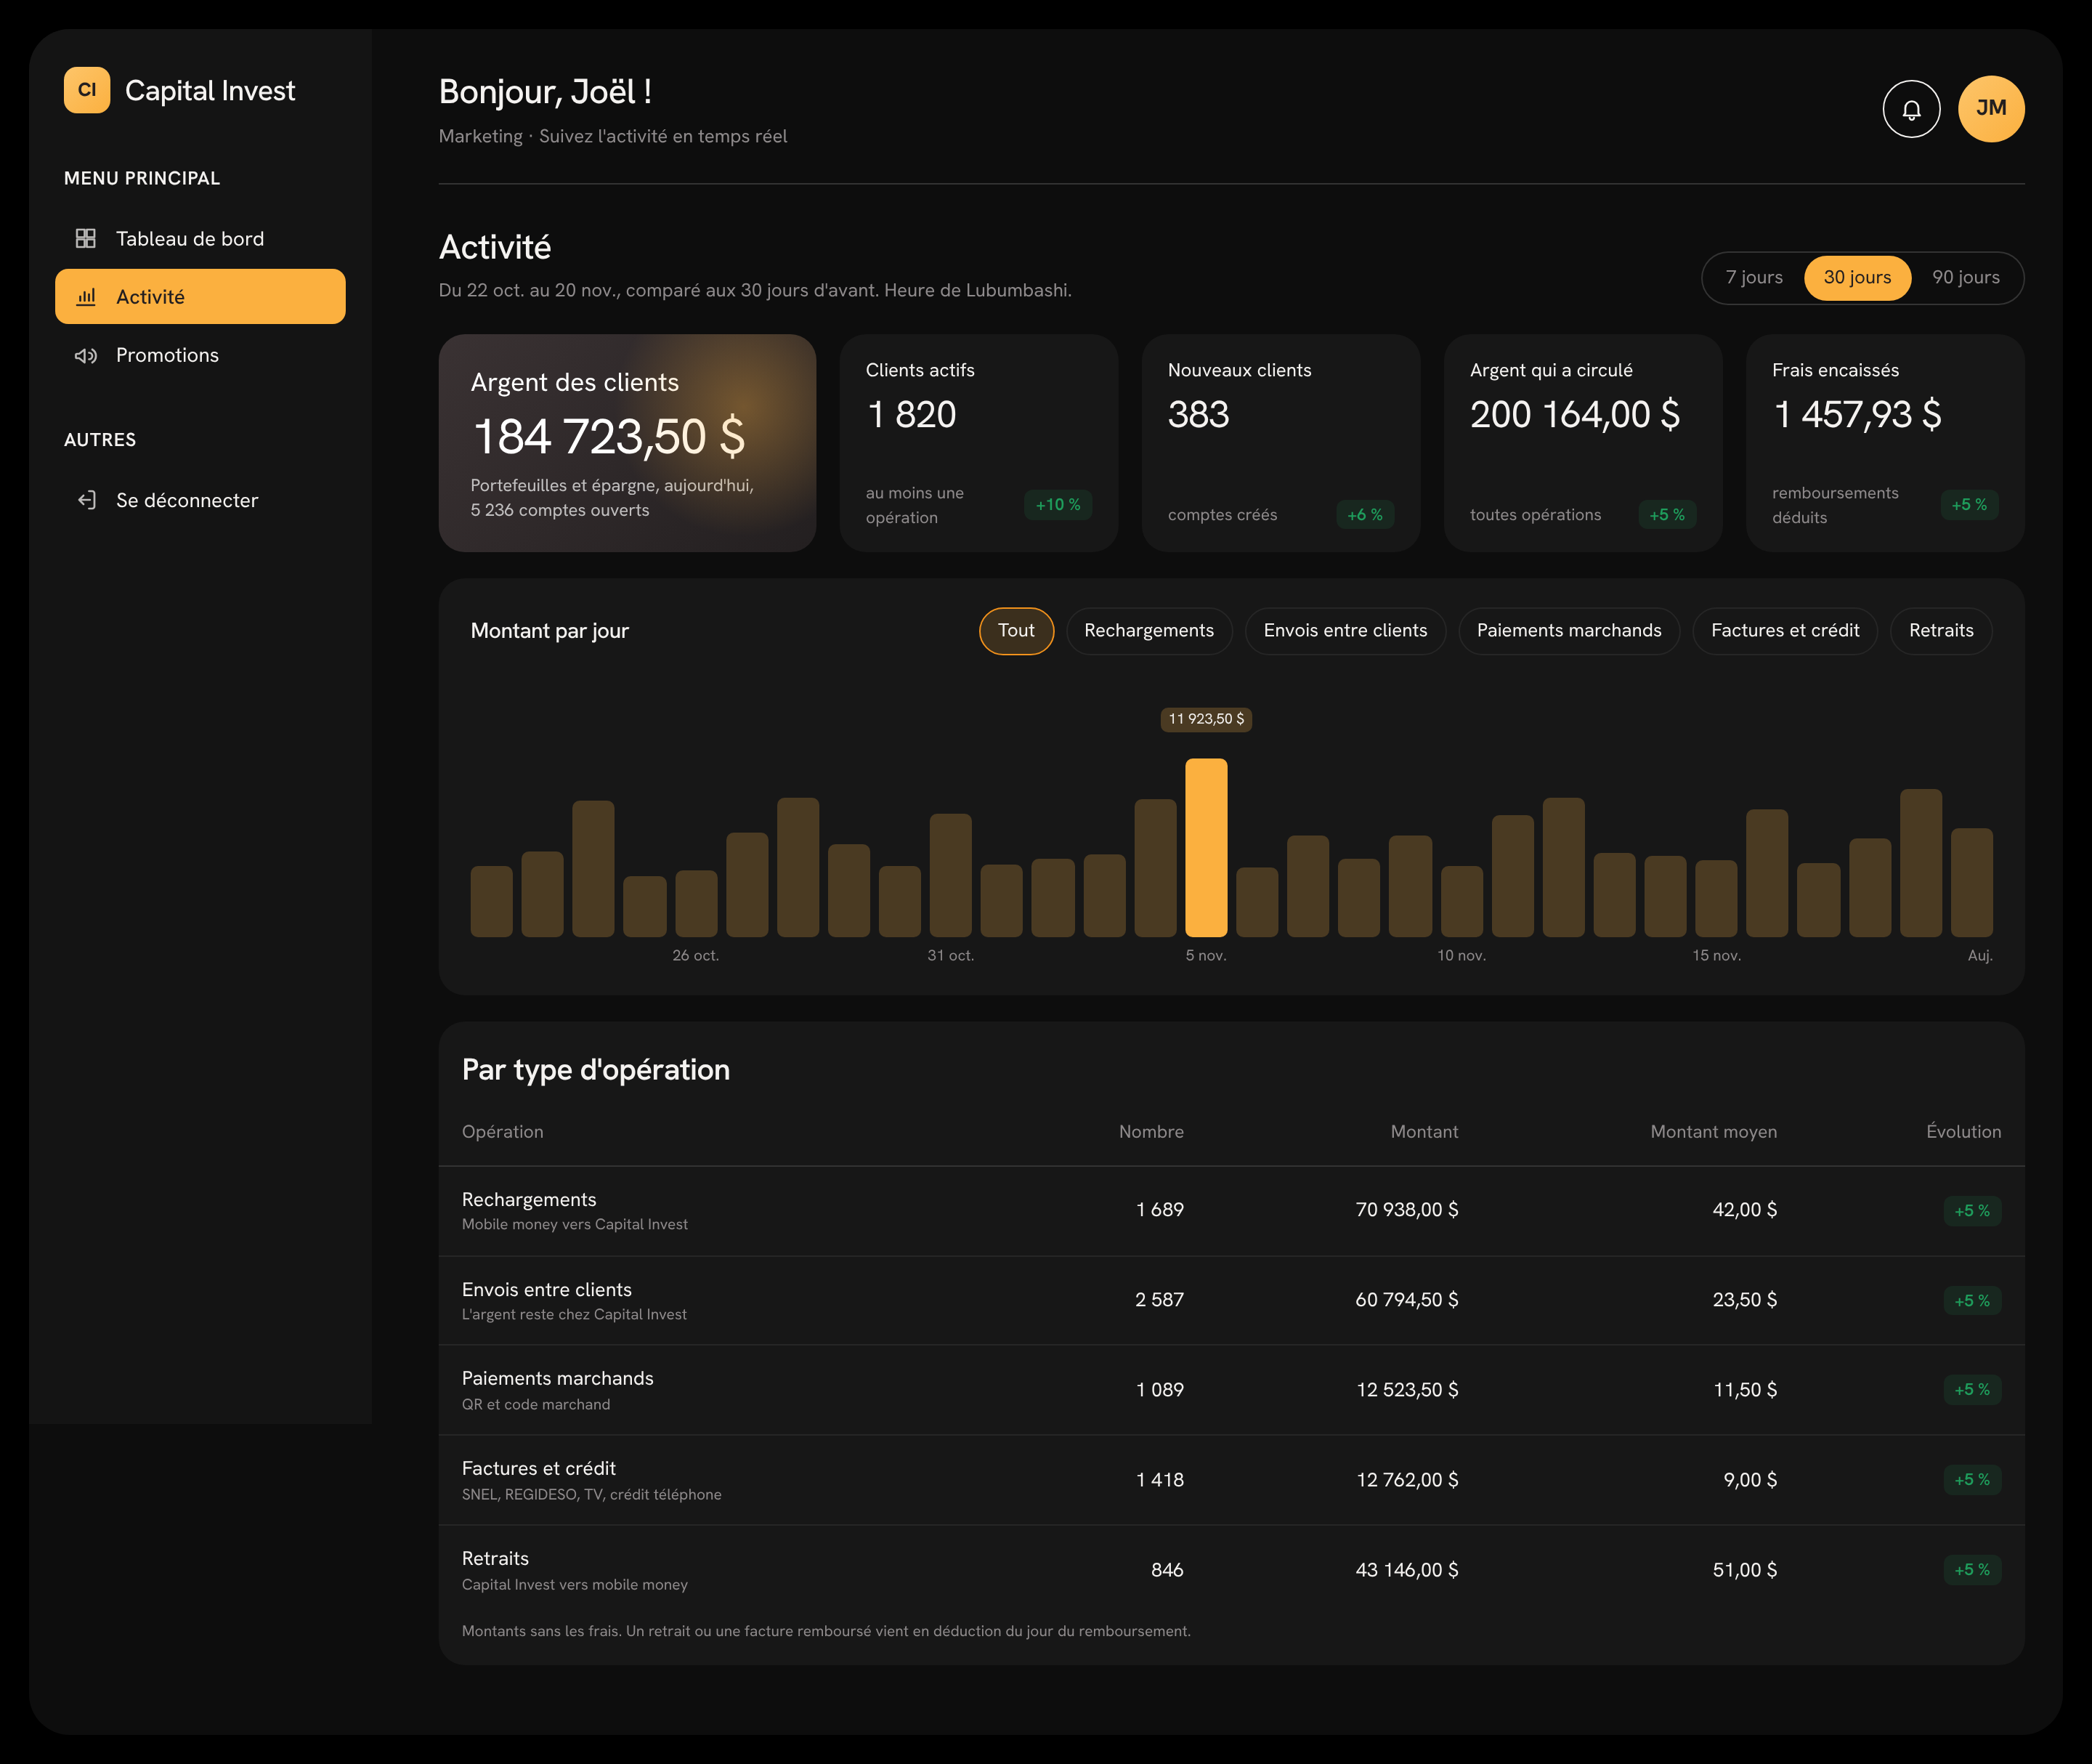 CI Capital Invest
MENU PRINCIPAL
Tableau de bord
Activité
Promotions
AUTRES
Se déconnecter
Bonjour, Joël !
Marketing · Suivez l'activité en temps réel
JM
Activité
Du 22 oct. au 20 nov., comparé aux 30 jours d'avant. Heure de Lubumbashi.
7 jours 30 jours 90 jours
Argent des clients
184 723,50 $
Portefeuilles et épargne, aujourd'hui,
5 236 comptes ouverts
Clients actifs
1 820
au moins une
opération
+10 %
Nouveaux clients
383
comptes créés +6 %
Argent qui a circulé
200 164,00 $
toutes opérations +5 %
Frais encaissés
1 457,93 $
remboursements
déduits
+5 %
Montant par jour
Tout Rechargements Envois entre clients Paiements marchands Factures et crédit Retraits
11 923,50 $
26 oct. 31 oct. 5 nov. 10 nov. 15 nov. Auj.
Par type d'opération
Opération Nombre Montant Montant moyen Évolution
Rechargements
Mobile money vers Capital Invest
1 689 70 938,00 $ 42,00 $ +5 %
Envois entre clients
L'argent reste chez Capital Invest
2 587 60 794,50 $ 23,50 $ +5 %
Paiements marchands
QR et code marchand
1 089 12 523,50 $ 11,50 $ +5 %
Factures et crédit
SNEL, REGIDESO, TV, crédit téléphone
1 418 12 762,00 $ 9,00 $ +5 %
Retraits
Capital Invest vers mobile money
846 43 146,00 $ 51,00 $ +5 %
Montants sans les frais. Un retrait ou une facture remboursé vient en déduction du jour du remboursement.